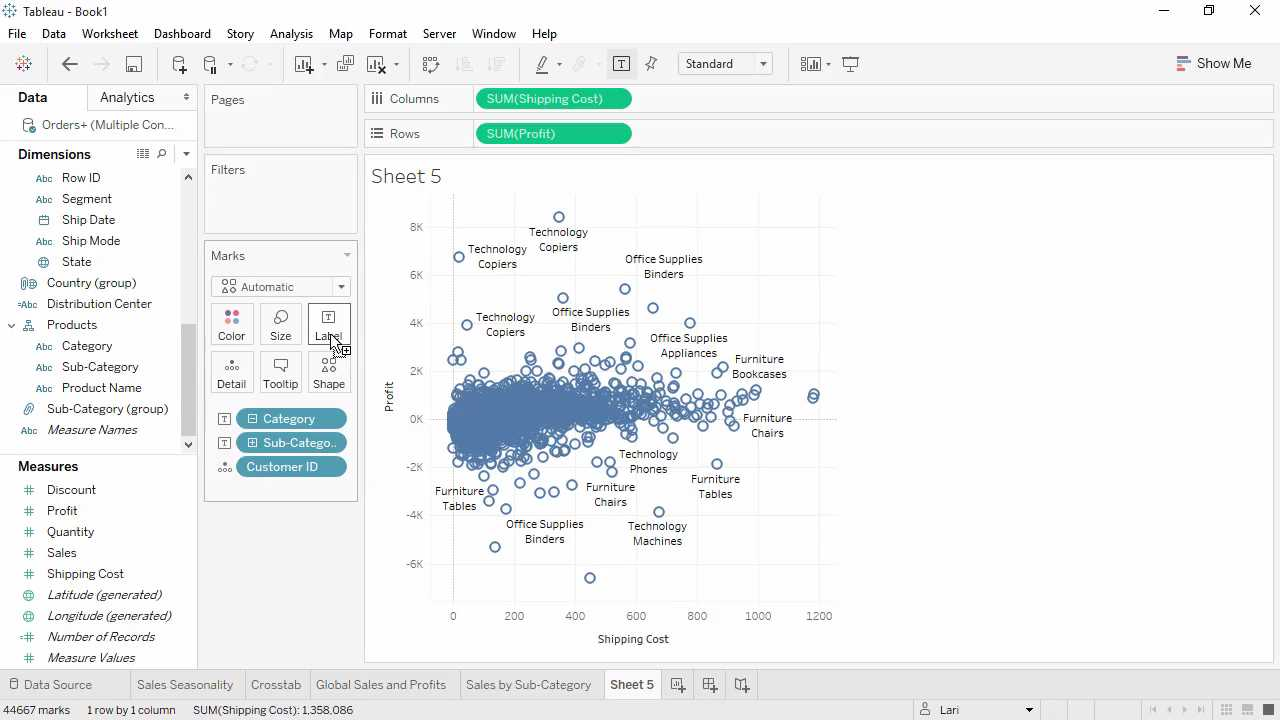 Tableau - Book1
File Data Worksheet Dashboard Story Analysis Map Format Server Window Help
Standard
Show Me
Data
Analytics
Orders+ (Multiple Con...
Dimensions
Abc Row ID
Abc Segment
Ship Date
Abc Ship Mode
State
Country (group)
=Abc Distribution Center
Products
Abc Category
Abc Sub-Category
Abc Product Name
Sub-Category (group)
Abc Measure Names
Measures
Discount
Profit
Quantity
Sales
Shipping Cost
Latitude (generated)
Longitude (generated)
Number of Records
Measure Values
Pages
Filters
Marks
Automatic
Color
Size
Label
Detail
Tooltip
Shape
Category
Sub-Catego..
Customer ID
Columns
SUM(Shipping Cost)
Rows
SUM(Profit)
Sheet 5
8K
6K
4K
2K
0K
-2K
-4K
-6K
Profit
Technology
Copiers
Technology
Copiers
Office Supplies
Binders
Technology
Copiers
Office Supplies
Binders
Office Supplies
Appliances
Furniture
Bookcases
Furniture
Chairs
Technology
Phones
Furniture
Tables
Furniture
Chairs
Furniture
Tables
Office Supplies
Binders
Technology
Machines
0 200 400 600 800 1000 1200
Shipping Cost
Data Source
Sales Seasonality
Crosstab
Global Sales and Profits
Sales by Sub-Category
Sheet 5
44667 marks
1 row by 1 column
SUM(Shipping Cost): 1,358,086
Lari